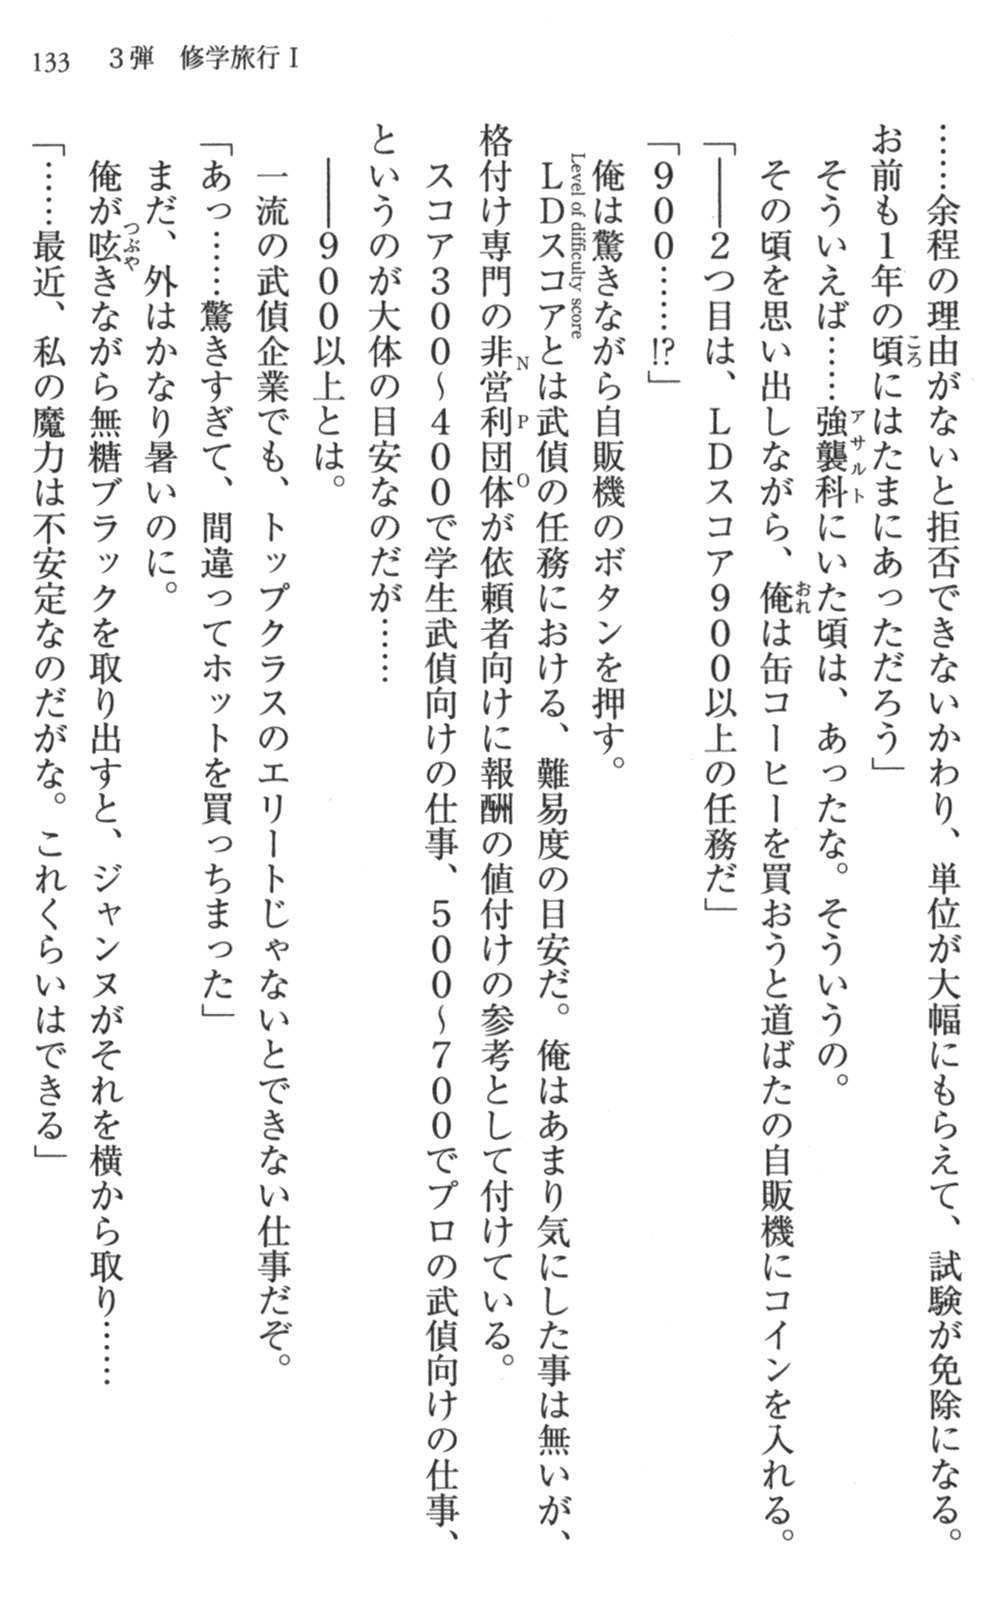 133　3弾　修学旅行Ⅰ
……余程の理由がないと拒否できないかわり、単位が大幅にもらえて、試験が免除になる。
お前も1年の頃にはたまにあっただろう」
そういえば……強襲科にいた頃は、あったな。そういうの。
その頃を思い出しながら、俺は缶コーヒーを買おうと道ばたの自販機にコインを入れる。
「――2つ目は、LDスコア900以上の任務だ」
「900……!?」
俺は驚きながら自販機のボタンを押す。
LDスコアとは武偵の任務における、難易度の目安だ。俺はあまり気にした事は無いが、
格付け専門の非営利団体が依頼者向けに報酬の値付けの参考として付けている。
スコア300~400で学生武偵向けの仕事、500~700でプロの武偵向けの仕事、
というのが大体の目安なのだが……
――900以上とは。
一流の武偵企業でも、トップクラスのエリートじゃないとできない仕事だぞ。
「あっ……驚きすぎて、間違ってホットを買っちまった」
まだ、外はかなり暑いのに。
俺が呟きながら無糖ブラックを取り出すと、ジャンヌがそれを横から取り……
「……最近、私の魔力は不安定なのだがな。これくらいはできる」
ころ
アサルト
おれ
Level of difficulty score
NPO
つぶや